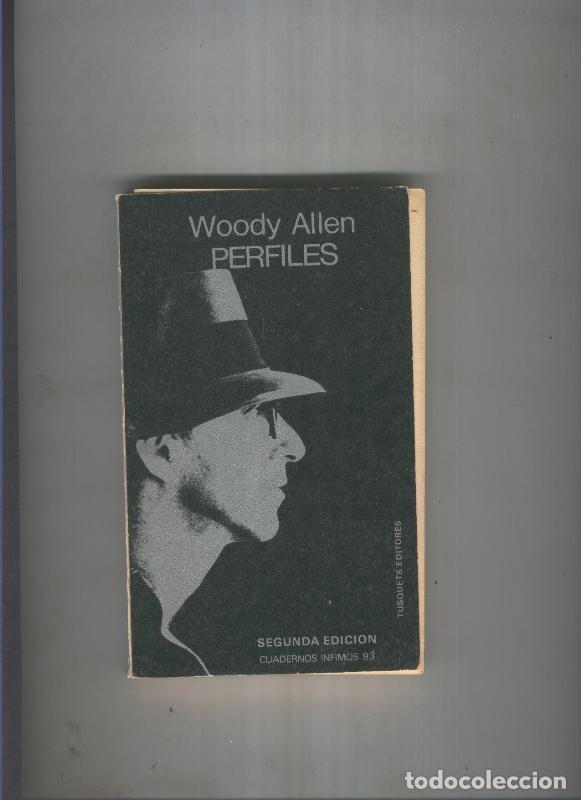 Woody Allen
PERFILES
TUSQUETS EDITORES
SEGUNDA EDICION
CUADERNOS INFIMOS 93
todocoleccion